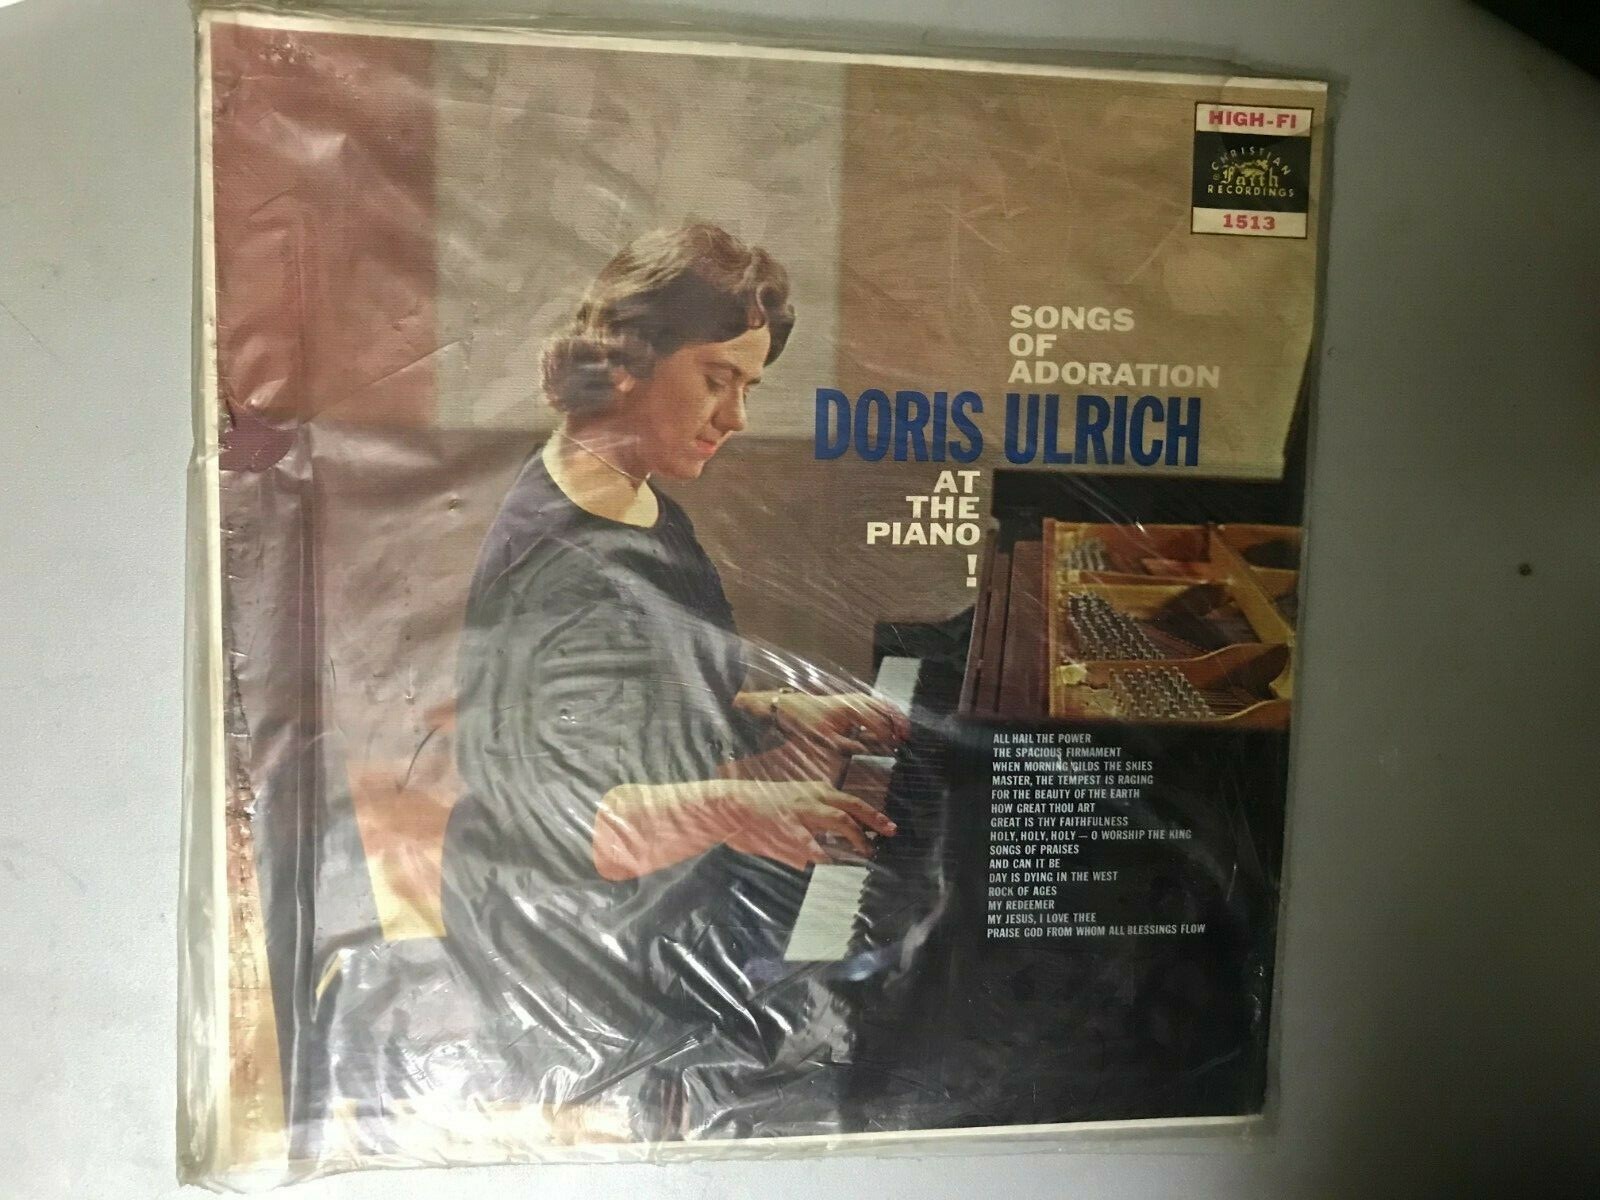 HIGH-FI
CHRISTIAN
Faith
RECORDINGS
1513
SONGS
OF
ADORATION
DORIS ULRICH
AT
THE
PIANO
!
ALL HAIL THE POWER
THE SPACIOUS FIRMAMENT
WHEN MORNING GILDS THE SKIES
MASTER, THE TEMPEST IS RAGING
FOR THE BEAUTY OF THE EARTH
HOW GREAT THOU ART
GREAT IS THY FAITHFULNESS
HOLY, HOLY, HOLY — O WORSHIP THE KING
SONGS OF PRAISES
AND CAN IT BE
DAY IS DYING IN THE WEST
ROCK OF AGES
MY REDEEMER
MY JESUS, I LOVE THEE
PRAISE GOD FROM WHOM ALL BLESSINGS FLOW